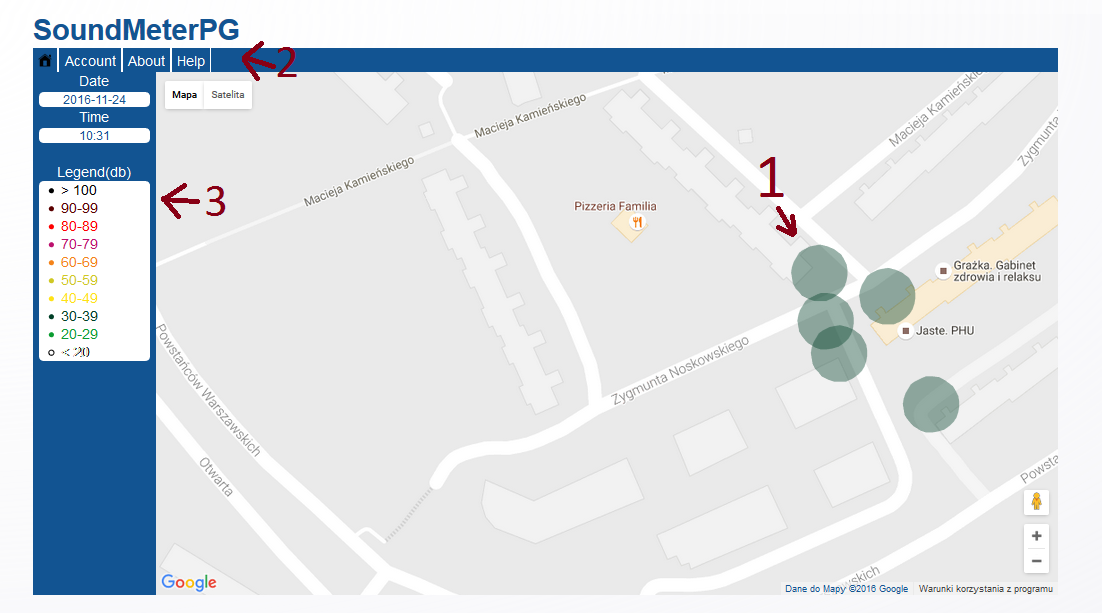 SoundMeterPG
Account About Help
2
Date
2016-11-24
Time
10:31
Legend(db)
> 100
90-99
80-89
70-79
60-69
50-59
40-49
30-39
20-29
< 20
3
Mapa Satelita
Macieja Kamieńskiego
Macieja Kamieńskiego
Macieja Kamieńskie
Zygmunta
1
Pizzeria Familia
Grażka. Gabinet
zdrowia i relaksu
Jaste. PHU
Zygmunta Noskowskiego
Powstańców Warszawskich
Otwarta
Powsta
wskich
+
−
Google
Dane do Mapy ©2016 Google Warunki korzystania z programu